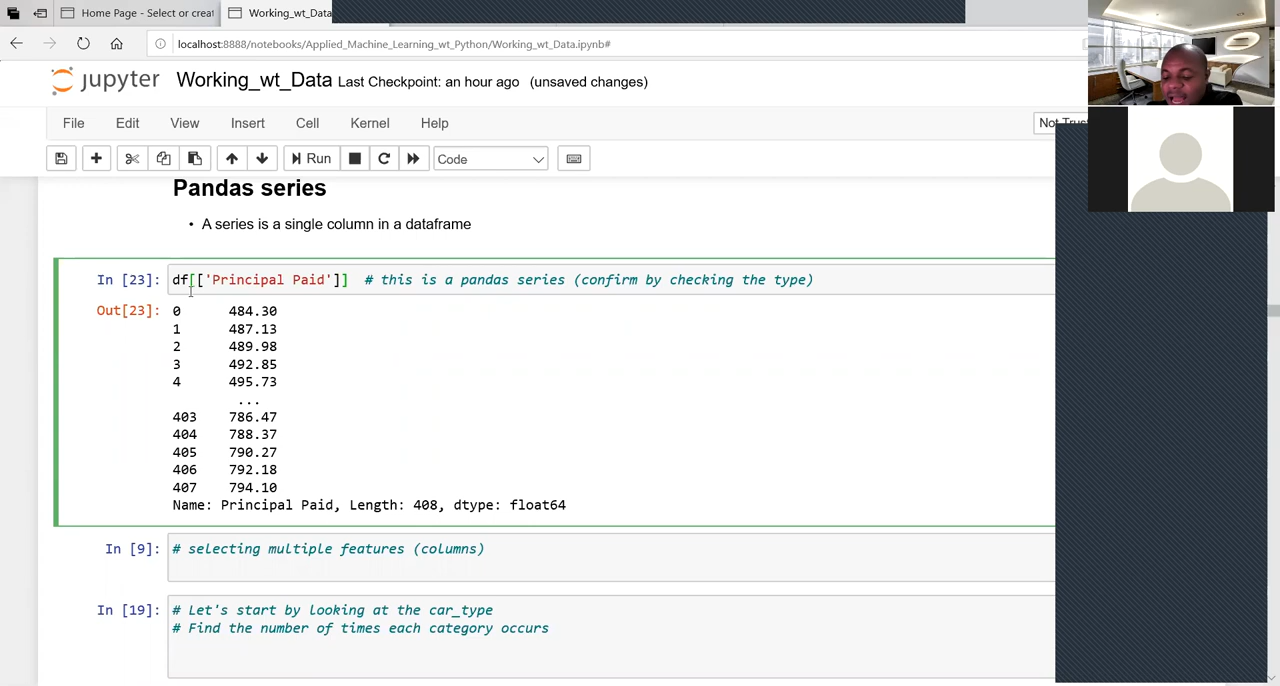 Home Page - Select or creat
Working_wt_Data
localhost:8888/notebooks/Applied_Machine_Learning_wt_Python/Working_wt_Data.ipynb#
jupyter Working_wt_Data Last Checkpoint: an hour ago (unsaved changes)
File Edit View Insert Cell Kernel Help
Not Trus
Run
Code
Pandas series
• A series is a single column in a dataframe
In [23]: df[['Principal Paid']] # this is a pandas series (confirm by checking the type)
Out[23]: 0 484.30
1 487.13
2 489.98
3 492.85
4 495.73
...
403 786.47
404 788.37
405 790.27
406 792.18
407 794.10
Name: Principal Paid, Length: 408, dtype: float64
In [9]: # selecting multiple features (columns)
In [19]: # Let's start by looking at the car_type
# Find the number of times each category occurs